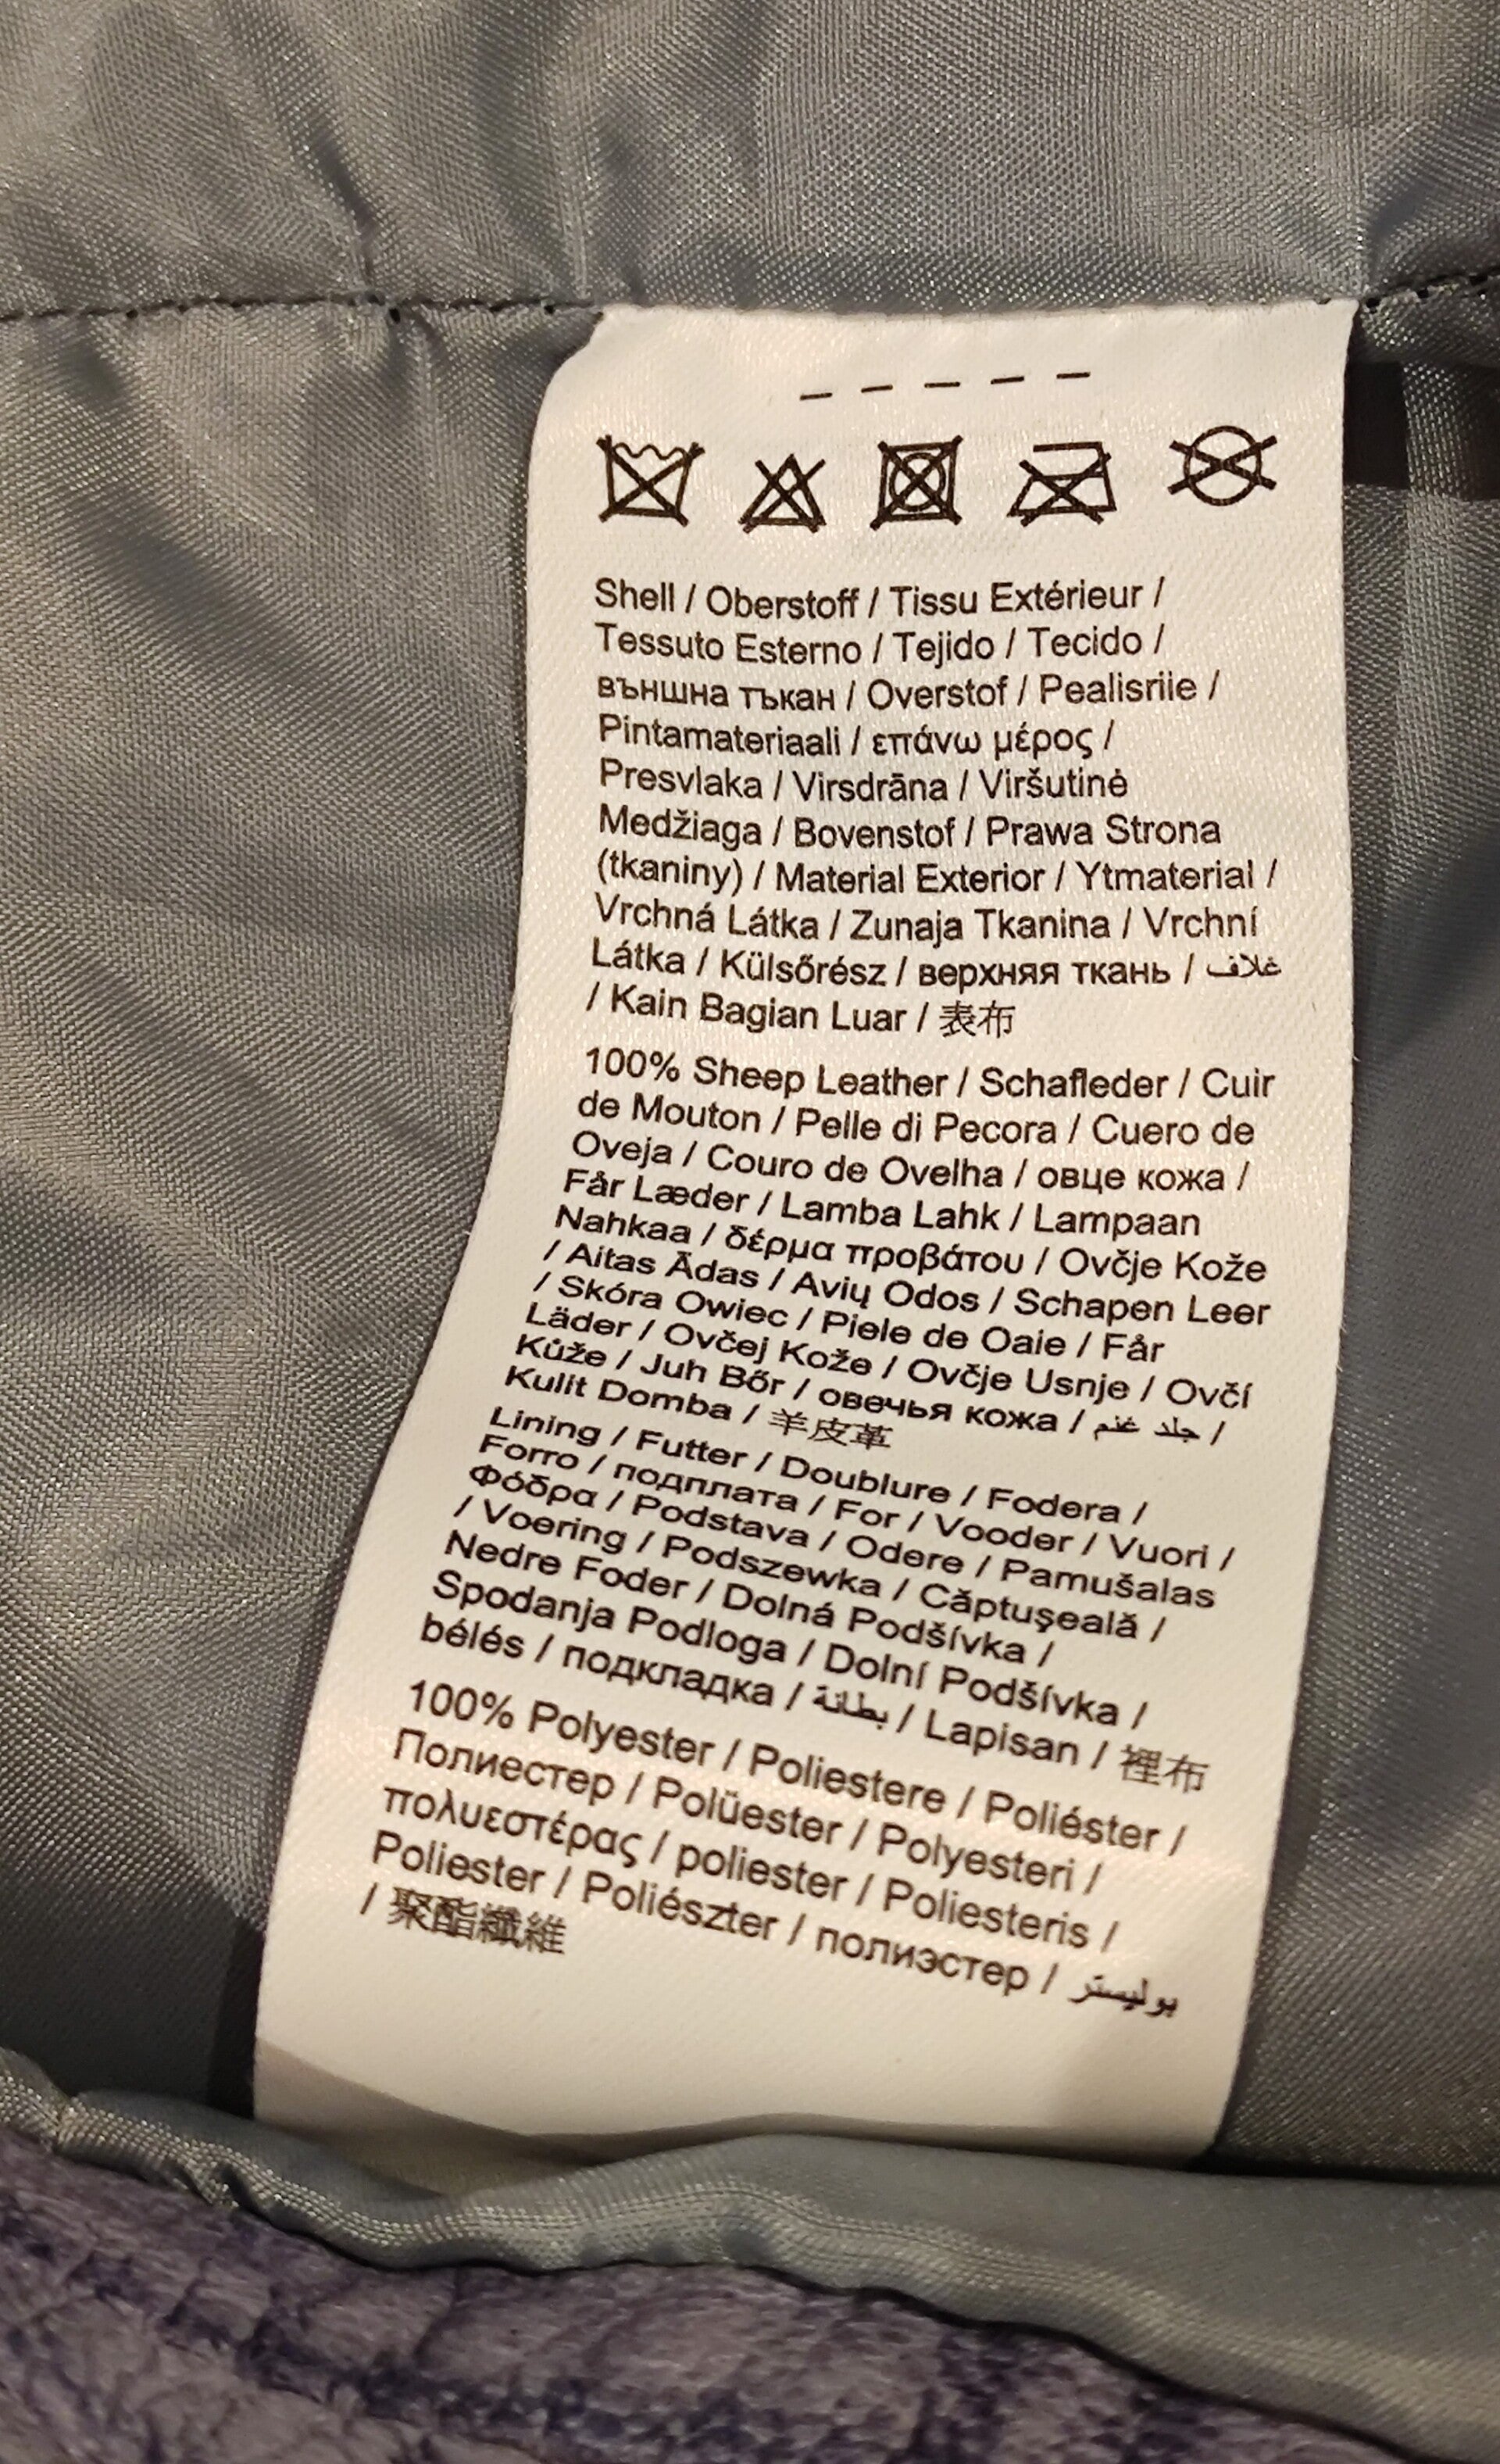 Shell / Oberstoff / Tissu Extérieur /
Tessuto Esterno / Tejido / Tecido /
външна тъкан / Overstof / Pealisriie /
Pintamateriaali / επάνω μέρος /
Presvlaka / Virsdrāna / Viršutinė
Medžiaga / Bovenstof / Prawa Strona
(tkaniny) / Material Exterior / Ytmaterial /
Vrchná Látka / Zunaja Tkanina / Vrchní
Látka / Külsőrész / верхняя ткань / غلاف
/ Kain Bagian Luar / 表布
100% Sheep Leather / Schafleder / Cuir
de Mouton / Pelle di Pecora / Cuero de
Oveja / Couro de Ovelha / овце кожа /
Får Læder / Lamba Lahk / Lampaan
Nahkaa / δέρμα προβάτου / Ovčje Kože
/ Aitas Ādas / Avių Odos / Schapen Leer
/ Skóra Owiec / Piele de Oaie / Får
Läder / Ovčej Kože / Ovčje Usnje / Ovčí
Kůže / Juh Bőr / овечья кожа / جلد غنم /
Kulit Domba / 羊皮革
Lining / Futter / Doublure / Fodera /
Forro / подплата / For / Vooder / Vuori /
Φόδρα / Podstava / Odere / Pamušalas
/ Voering / Podszewka / Căptuşeală /
Nedre Foder / Dolná Podšívka /
Spodanja Podloga / Dolní Podšívka /
bélés / подкладка / بطانة / Lapisan / 裡布
100% Polyester / Poliestere / Poliéster /
Полиестер / Polüester / Polyesteri /
πολυεστέρας / poliester / Poliesteris /
Poliester / Poliészter / полиэстер / بوليستر
/ 聚酯纖維